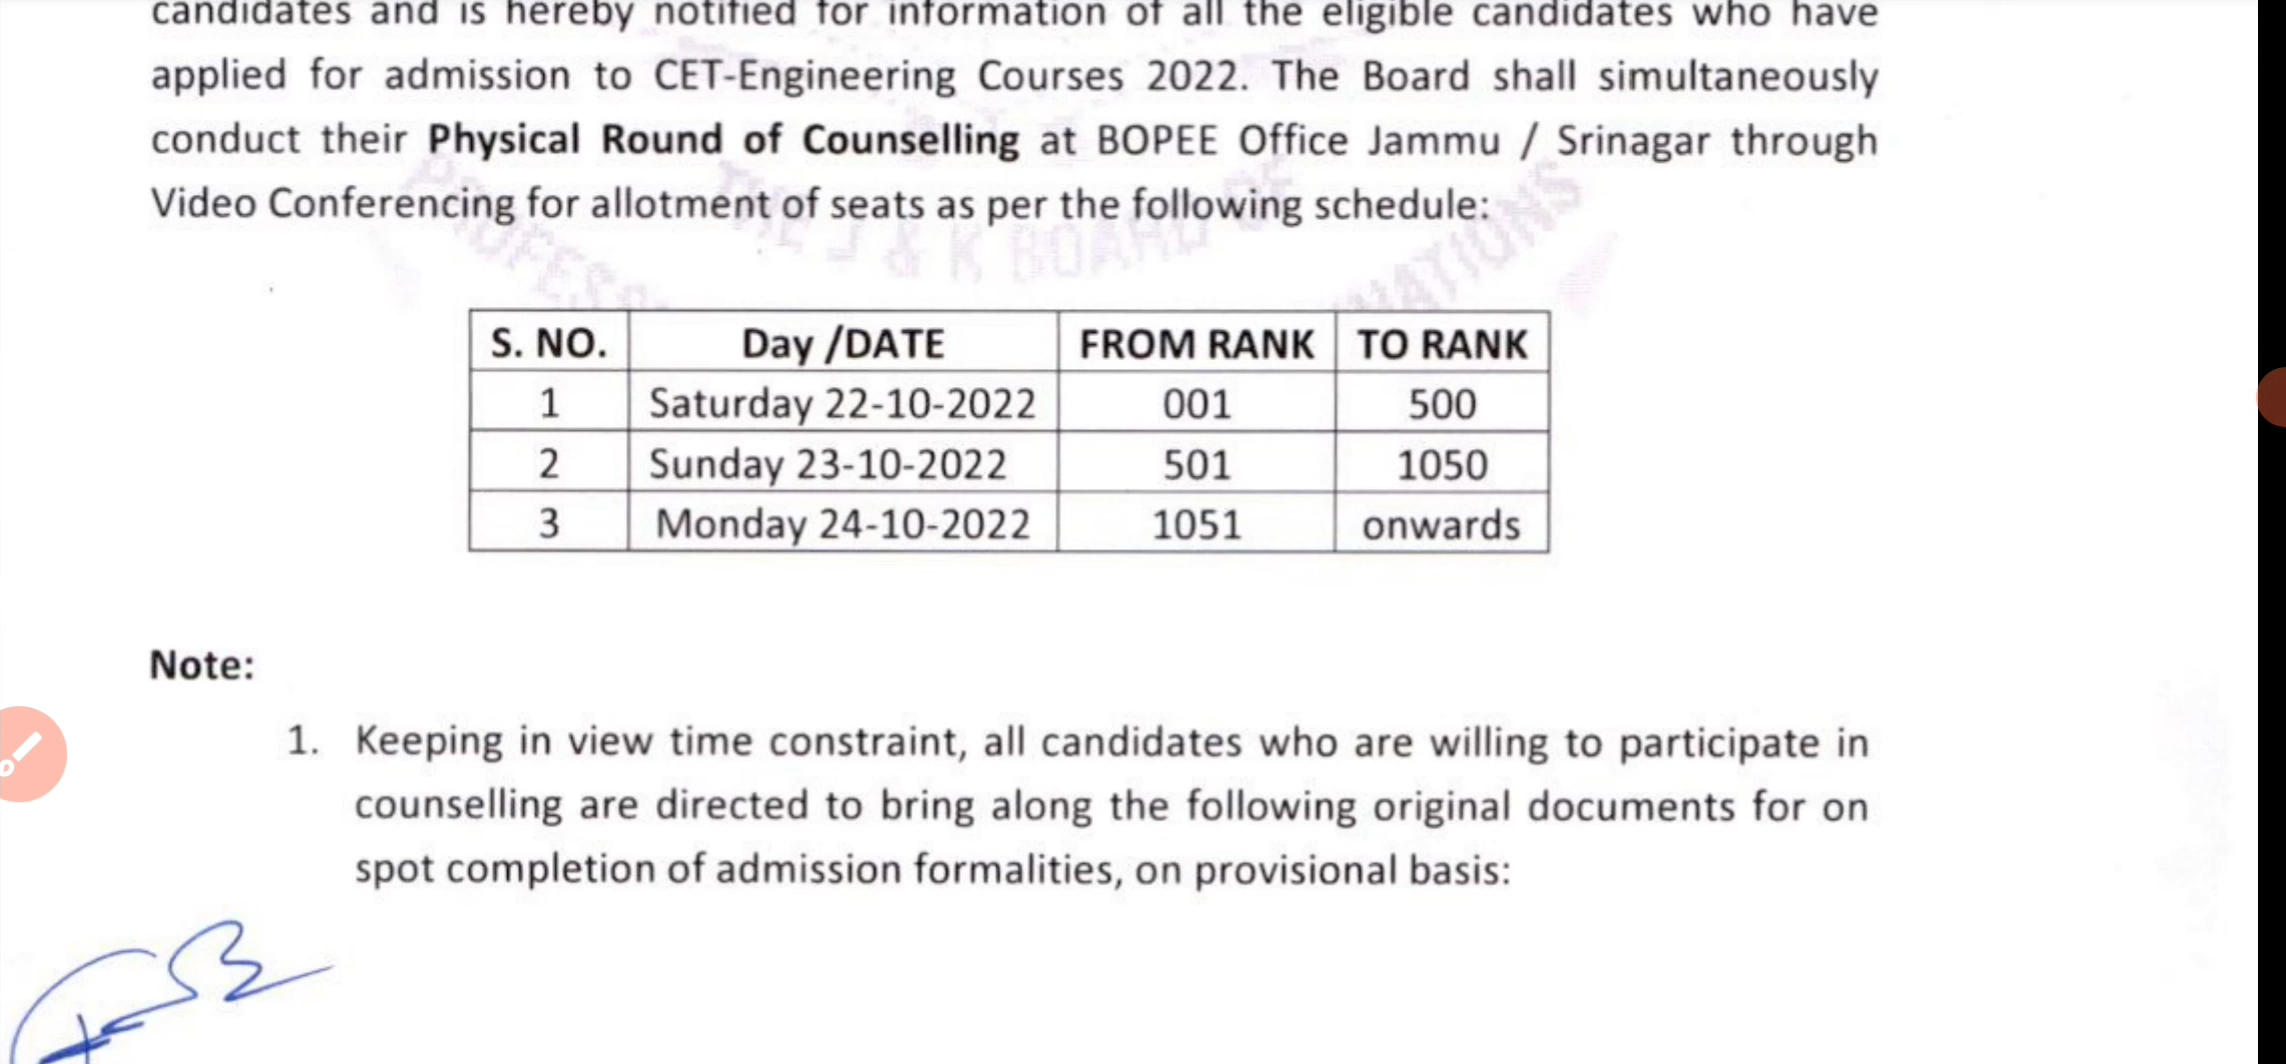 candidates and is hereby notified for information of all the eligible candidates who have
applied for admission to CET-Engineering Courses 2022. The Board shall simultaneously
conduct their Physical Round of Counselling at BOPEE Office Jammu / Srinagar through
Video Conferencing for allotment of seats as per the following schedule:
THE J & K BOARD OF
S. NO. Day /DATE FROM RANK TO RANK
1 Saturday 22-10-2022 001 500
2 Sunday 23-10-2022 501 1050
3 Monday 24-10-2022 1051 onwards
Note:
1. Keeping in view time constraint, all candidates who are willing to participate in
counselling are directed to bring along the following original documents for on
spot completion of admission formalities, on provisional basis: